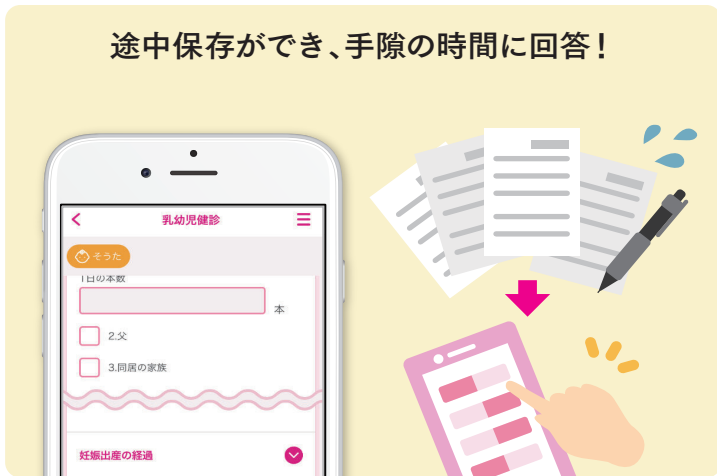 途中保存ができ、手隙の時間に回答！
乳幼児健診
そうた
1日の本数
本
2.父
3.同居の家族
妊娠出産の経過